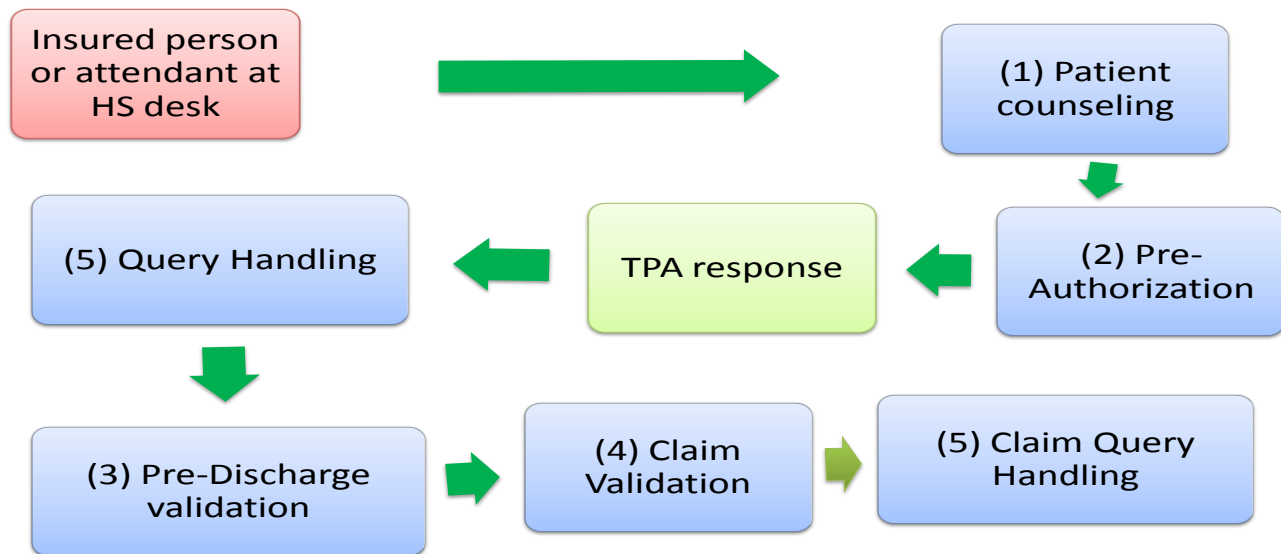 Insured person
or attendant at
HS desk
(1) Patient
counseling
(5) Query Handling
TPA response
(2) Pre-
Authorization
(3) Pre-Discharge
validation
(4) Claim
Validation
(5) Claim Query
Handling